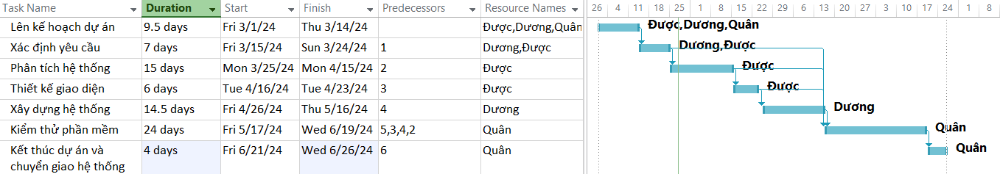 Task Name Duration Start Finish Predecessors Resource Names 26 4 11 18 25 1 8 15 22 29 6 13 20 27 3 10 17 24 1 8
Lên kế hoạch dự án 9.5 days Fri 3/1/24 Thu 3/14/24 Được,Dương,Quân Được,Dương,Quân
Xác định yêu cầu 7 days Fri 3/15/24 Sun 3/24/24 1 Dương,Được Dương,Được
Phân tích hệ thống 15 days Mon 3/25/24 Mon 4/15/24 2 Được Được
Thiết kế giao diện 6 days Tue 4/16/24 Tue 4/23/24 3 Được Được
Xây dựng hệ thống 14.5 days Fri 4/26/24 Thu 5/16/24 4 Dương Dương
Kiểm thử phần mềm 24 days Fri 5/17/24 Wed 6/19/24 5,3,4,2 Quân Quân
Kết thúc dự án và 4 days Fri 6/21/24 Wed 6/26/24 6 Quân Quân
chuyển giao hệ thống